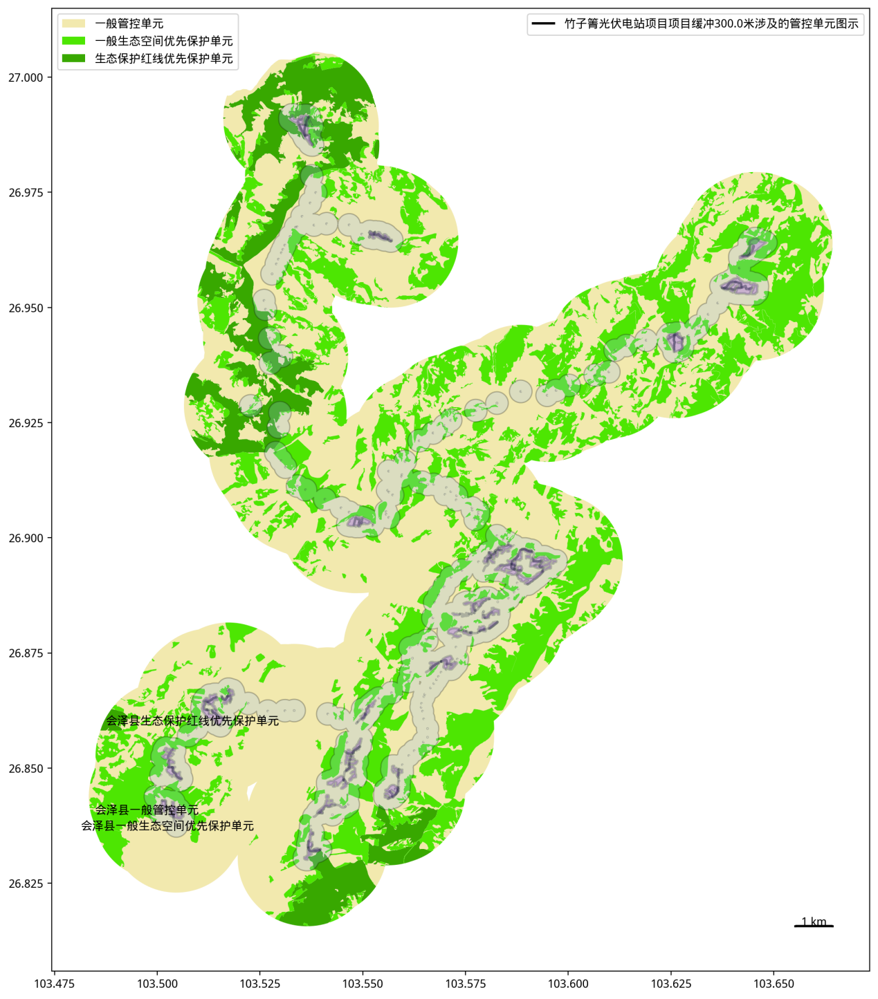 一般管控单元
一般生态空间优先保护单元
生态保护红线优先保护单元
竹子箐光伏电站项目项目缓冲300.0米涉及的管控单元图示
27.000
26.975
26.950
26.925
26.900
26.875
26.850
26.825
会泽县生态保护红线优先保护单元
会泽县一般管控单元
会泽县一般生态空间优先保护单元
1 km
103.475
103.500
103.525
103.550
103.575
103.600
103.625
103.650